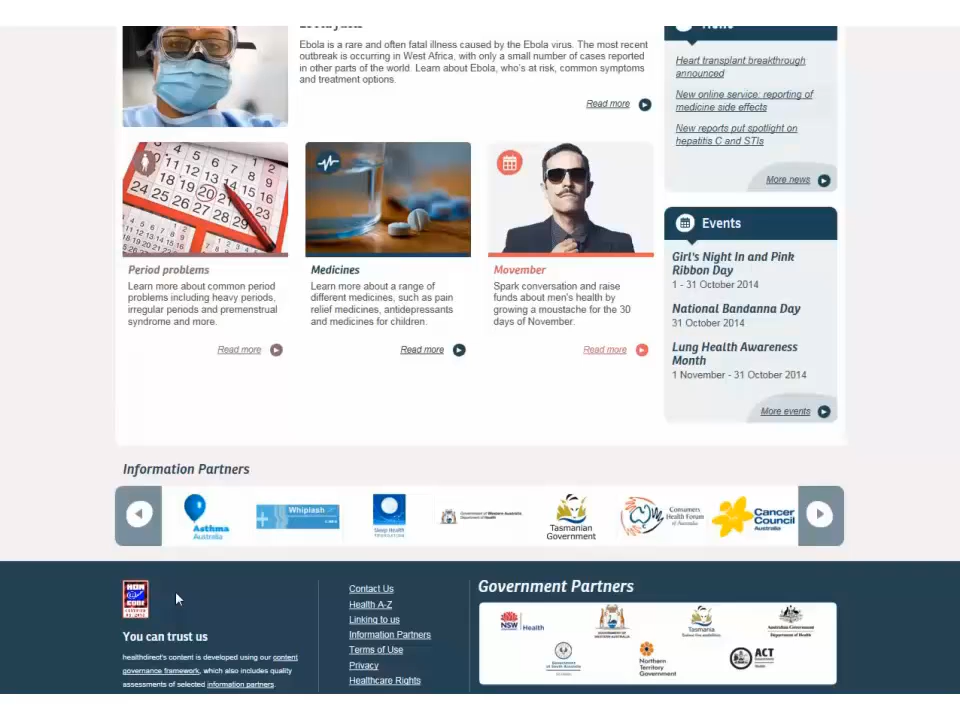 Ebola is a rare and often fatal illness caused by the Ebola virus. The most recent
outbreak is occurring in West Africa, with only a small number of cases reported
in other parts of the world. Learn about Ebola, who's at risk, common symptoms
and treatment options.
Read more
Heart transplant breakthrough
announced
New online service: reporting of
medicine side effects
New reports put spotlight on
hepatitis C and STIs
More news
Period problems
Learn more about common period
problems including heavy periods,
irregular periods and premenstrual
syndrome and more.
Read more
Medicines
Learn more about a range of
different medicines, such as pain
relief medicines, antidepressants
and medicines for children.
Read more
Movember
Spark conversation and raise
funds about men's health by
growing a moustache for the 30
days of November.
Read more
Events
Girl's Night In and Pink
Ribbon Day
1 - 31 October 2014
National Bandanna Day
31 October 2014
Lung Health Awareness
Month
1 November - 31 October 2014
More events
Information Partners
Asthma
Australia
Whiplash
Tasmanian
Government
Consumers
Health Forum
of Australia
Cancer
Council
Australia
You can trust us
healthdirect's content is developed using our content
governance framework, which also includes quality
assessments of selected information partners.
Contact Us
Health A-Z
Linking to us
Information Partners
Terms of Use
Privacy
Healthcare Rights
Government Partners
NSW Health
Tasmania
Australian Government
Department of Health
Northern
Territory
Government
ACT